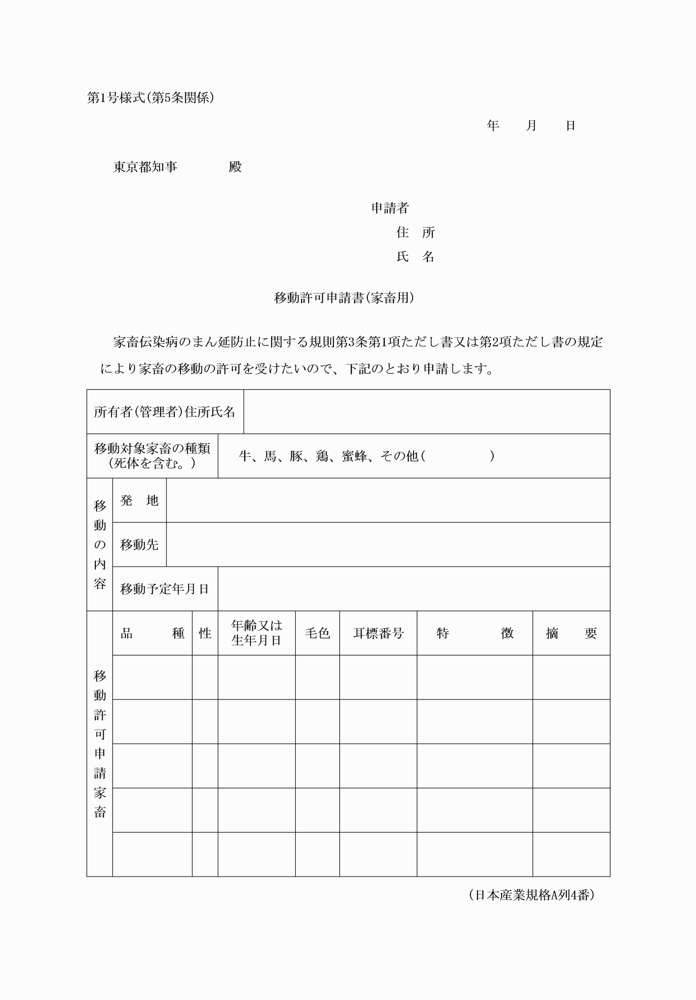 第1号様式(第5条関係)
年　　月　　日
東京都知事　　　　殿
申請者
住　所
氏　名
移動許可申請書(家畜用)
家畜伝染病のまん延防止に関する規則第3条第1項ただし書又は第2項ただし書の規定
により家畜の移動の許可を受けたいので、下記のとおり申請します。
所有者(管理者)住所氏名
移動対象家畜の種類
(死体を含む。)
牛、馬、豚、鶏、蜜蜂、その他(　　　　　)
移動の内容
発　地
移動先
移動予定年月日
移動許可申請家畜
品　　　種
性
年齢又は
生年月日
毛色
耳標番号
特　　　　徴
摘　　要
(日本産業規格A列4番)